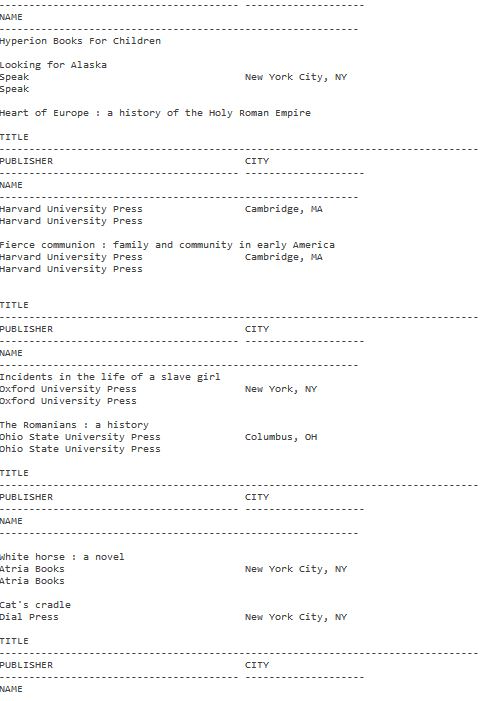 --------------------------------------- -------------------
NAME
-----------------------------------------------------------
Hyperion Books For Children
Looking for Alaska
Speak New York City, NY
Speak
Heart of Europe : a history of the Holy Roman Empire
TITLE
--------------------------------------------------------------------------------
PUBLISHER CITY
---------------------------------------- --------------------
NAME
------------------------------------------------------------
Harvard University Press Cambridge, MA
Harvard University Press
Fierce communion : family and community in early America
Harvard University Press Cambridge, MA
Harvard University Press
TITLE
--------------------------------------------------------------------------------
PUBLISHER CITY
---------------------------------------- --------------------
NAME
------------------------------------------------------------
Incidents in the life of a slave girl
Oxford University Press New York, NY
Oxford University Press
The Romanians : a history
Ohio State University Press Columbus, OH
Ohio State University Press
TITLE
--------------------------------------------------------------------------------
PUBLISHER CITY
---------------------------------------- --------------------
NAME
------------------------------------------------------------
White horse : a novel
Atria Books New York City, NY
Atria Books
Cat's cradle
Dial Press New York City, NY
TITLE
--------------------------------------------------------------------------------
PUBLISHER CITY
---------------------------------------- --------------------
NAME